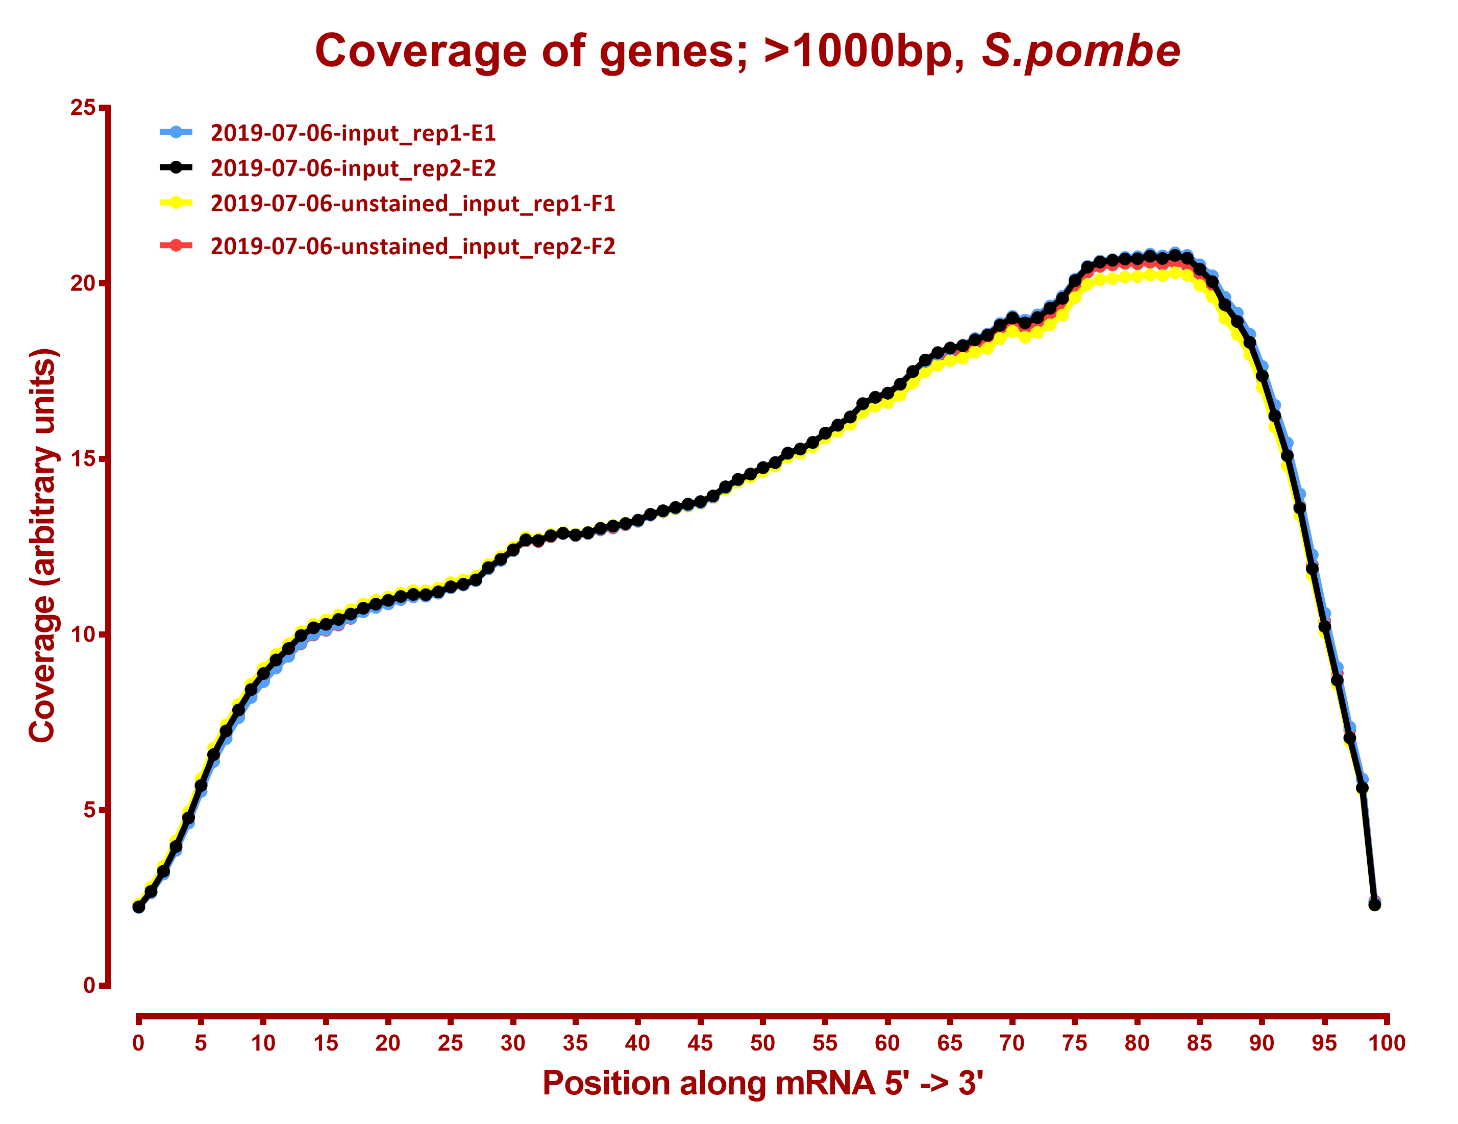 Coverage of genes; >1000bp, S.pombe
25
20
15
10
5
0
Coverage (arbitrary units)
2019-07-06-input_rep1-E1
2019-07-06-input_rep2-E2
2019-07-06-unstained_input_rep1-F1
2019-07-06-unstained_input_rep2-F2
0 5 10 15 20 25 30 35 40 45 50 55 60 65 70 75 80 85 90 95 100
Position along mRNA 5' -> 3'